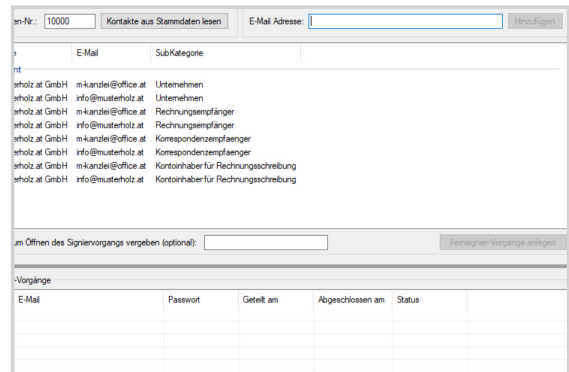 en-Nr.: 10000 Kontakte aus Stammdaten lesen E-Mail Adresse: Hinzufügen
e E-Mail SubKategorie
nt
erholz.at GmbH m-kanzlei@office.at Unternehmen
erholz.at GmbH info@musterholz.at Unternehmen
erholz.at GmbH m-kanzlei@office.at Rechnungsempfänger
erholz.at GmbH info@musterholz.at Rechnungsempfänger
erholz.at GmbH m-kanzlei@office.at Korrespondenzempfaenger
erholz.at GmbH info@musterholz.at Korrespondenzempfaenger
erholz.at GmbH m-kanzlei@office.at Kontoinhaber für Rechnungsschreibung
erholz.at GmbH info@musterholz.at Kontoinhaber für Rechnungsschreibung
um Öffnen des Signiervorgangs vergeben (optional): Fernsignier-Vorgänge anlegen
-Vorgänge
E-Mail Passwort Geteilt am Abgeschlossen am Status